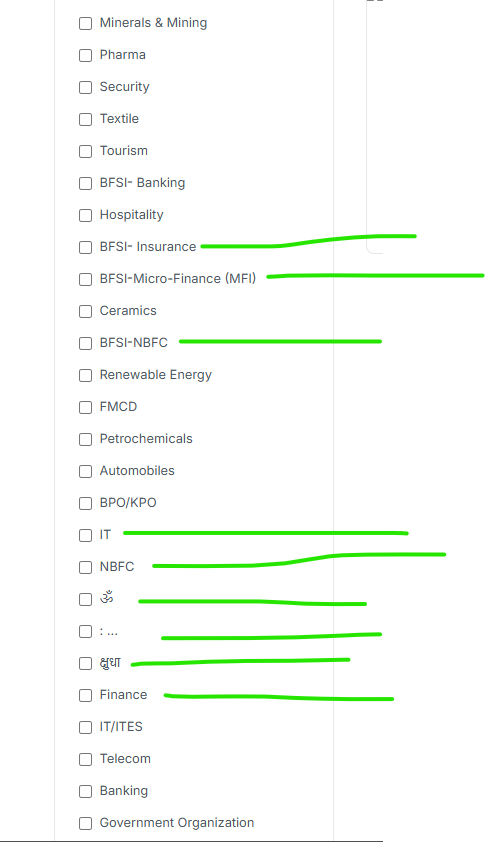 Minerals & Mining
Pharma
Security
Textile
Tourism
BFSI- Banking
Hospitality
BFSI- Insurance
BFSI-Micro-Finance (MFI)
Ceramics
BFSI-NBFC
Renewable Energy
FMCD
Petrochemicals
Automobiles
BPO/KPO
IT
NBFC
ॐ
: ...
क्षुधा
Finance
IT/ITES
Telecom
Banking
Government Organization